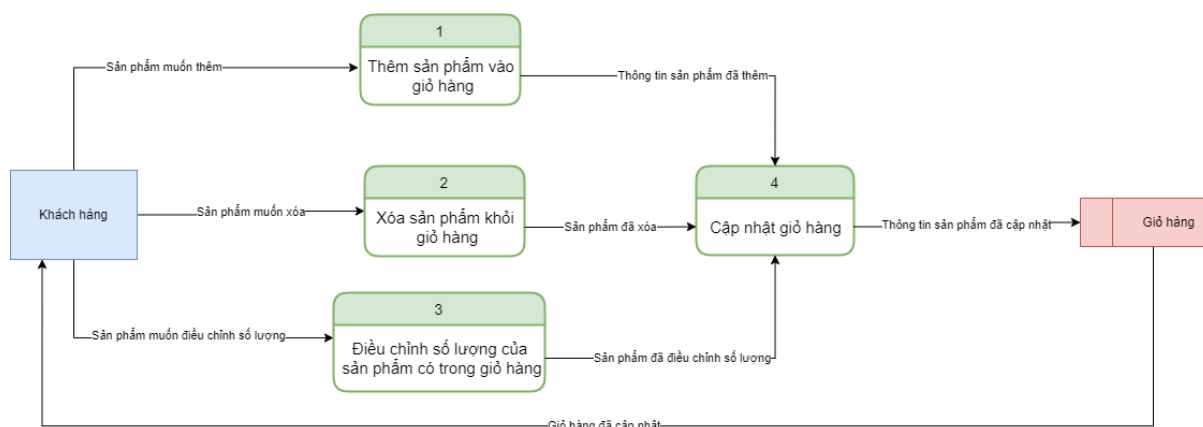 1
Sản phẩm muốn thêm
Thêm sản phẩm vào
giỏ hàng
Thông tin sản phẩm đã thêm
2
4
Khách hàng
Sản phẩm muốn xóa
Xóa sản phẩm khỏi
giỏ hàng
Sản phẩm đã xóa
Cập nhật giỏ hàng
Thông tin sản phẩm đã cập nhật
Giỏ hàng
3
Sản phẩm muốn điều chỉnh số lượng
Điều chỉnh số lượng của
sản phẩm có trong giỏ hàng
Sản phẩm đã điều chỉnh số lượng
Giỏ hàng đã cập nhật